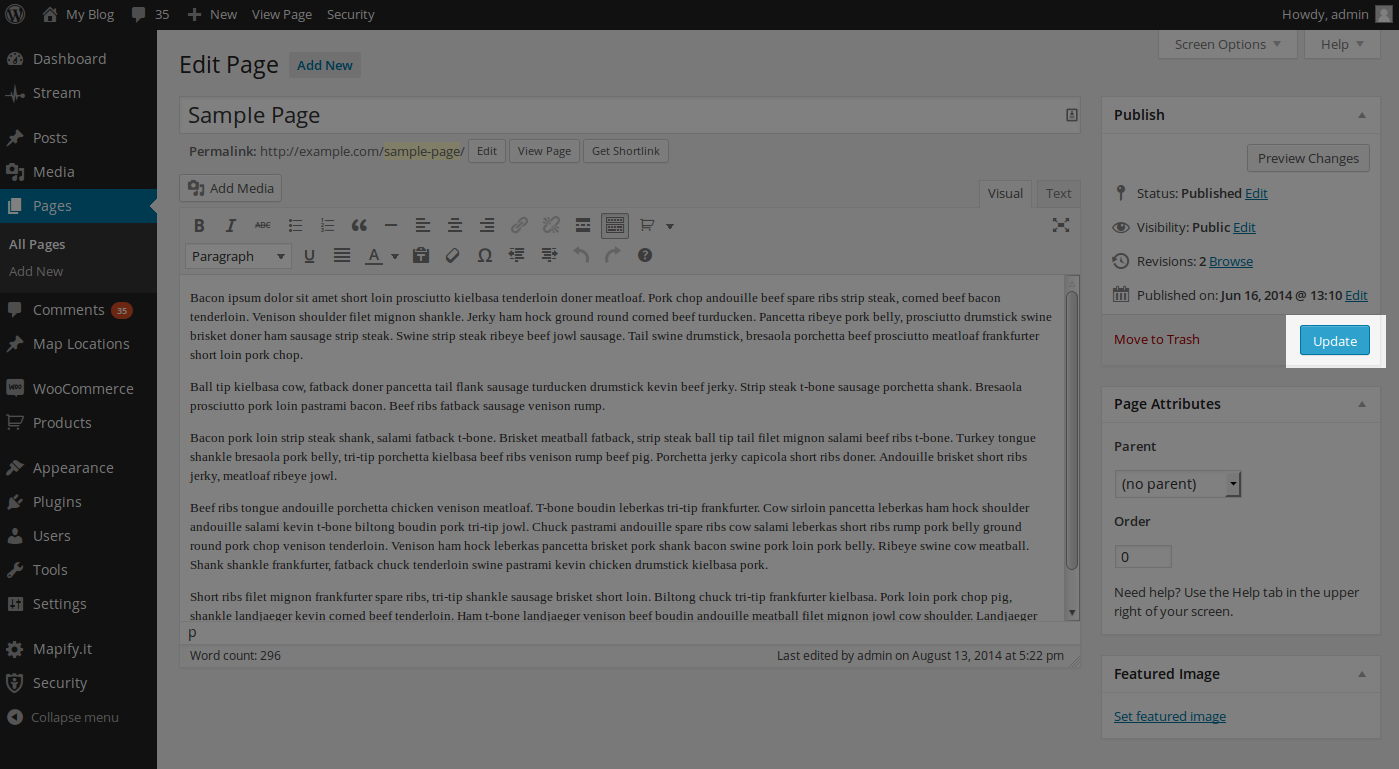 My Blog 35 New View Page Security Howdy, admin
Dashboard
Stream
Posts
Media
Pages
All Pages
Add New
Comments 35
Map Locations
WooCommerce
Products
Appearance
Plugins
Users
Tools
Settings
Mapify.it
Security
Collapse menu
Screen Options Help
Edit Page Add New
Sample Page
Permalink: http://example.com/sample-page/ Edit View Page Get Shortlink
Add Media Visual Text
B I ABC
Paragraph U A Ω ?
Bacon ipsum dolor sit amet short loin prosciutto kielbasa tenderloin doner meatloaf. Pork chop andouille beef spare ribs strip steak, corned beef bacon
tenderloin. Venison shoulder filet mignon shankle. Jerky ham hock ground round corned beef turducken. Pancetta ribeye pork belly, prosciutto drumstick swine
brisket doner ham sausage strip steak. Swine strip steak ribeye beef jowl sausage. Tail swine drumstick, bresaola porchetta beef prosciutto meatloaf frankfurter
short loin pork chop.
Ball tip kielbasa cow, fatback doner pancetta tail flank sausage turducken drumstick kevin beef jerky. Strip steak t-bone sausage porchetta shank. Bresaola
prosciutto pork loin pastrami bacon. Beef ribs fatback sausage venison rump.
Bacon pork loin strip steak shank, salami fatback t-bone. Brisket meatball fatback, strip steak ball tip tail filet mignon salami beef ribs t-bone. Turkey tongue
shankle bresaola pork belly, tri-tip porchetta kielbasa beef ribs venison rump beef pig. Porchetta jerky capicola short ribs doner. Andouille brisket short ribs
jerky, meatloaf ribeye jowl.
Beef ribs tongue andouille porchetta chicken venison meatloaf. T-bone boudin leberkas tri-tip frankfurter. Cow sirloin pancetta leberkas ham hock shoulder
andouille salami kevin t-bone biltong boudin pork tri-tip jowl. Chuck pastrami andouille spare ribs cow salami leberkas short ribs rump pork belly ground
round pork chop venison tenderloin. Venison ham hock leberkas pancetta brisket pork shank bacon swine pork loin pork belly. Ribeye swine cow meatball.
Shank shankle frankfurter, fatback chuck tenderloin swine pastrami kevin chicken drumstick kielbasa pork.
Short ribs filet mignon frankfurter spare ribs, tri-tip shankle sausage brisket short loin. Biltong chuck tri-tip frankfurter kielbasa. Pork loin pork chop pig,
shankle landjaeger kevin corned beef tenderloin. Ham t-bone landjaeger venison beef boudin andouille meatball filet mignon jowl cow shoulder. Landjaeger
p
Word count: 296 Last edited by admin on August 13, 2014 at 5:22 pm
Publish
Preview Changes
Status: Published Edit
Visibility: Public Edit
Revisions: 2 Browse
Published on: Jun 16, 2014 @ 13:10 Edit
Move to Trash Update
Page Attributes
Parent
(no parent)
Order
0
Need help? Use the Help tab in the upper
right of your screen.
Featured Image
Set featured image